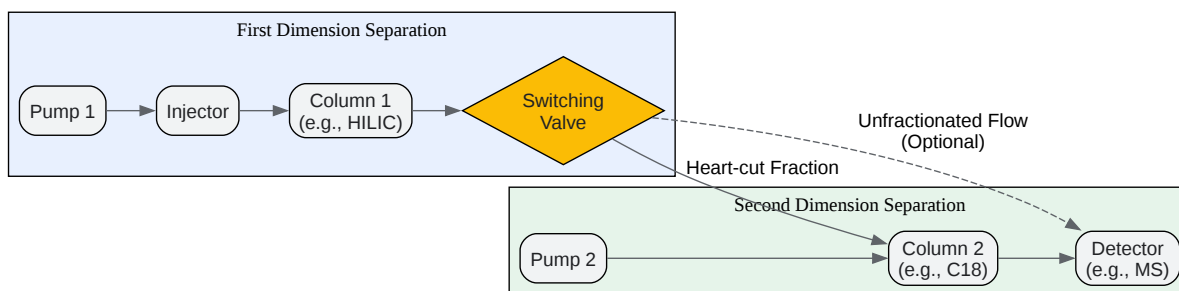 First Dimension Separation
Pump 1
Injector
Column 1
(e.g., HILIC)
Switching
Valve
Unfractionated Flow
(Optional)
Heart-cut Fraction
Second Dimension Separation
Pump 2
Column 2
(e.g., C18)
Detector
(e.g., MS)